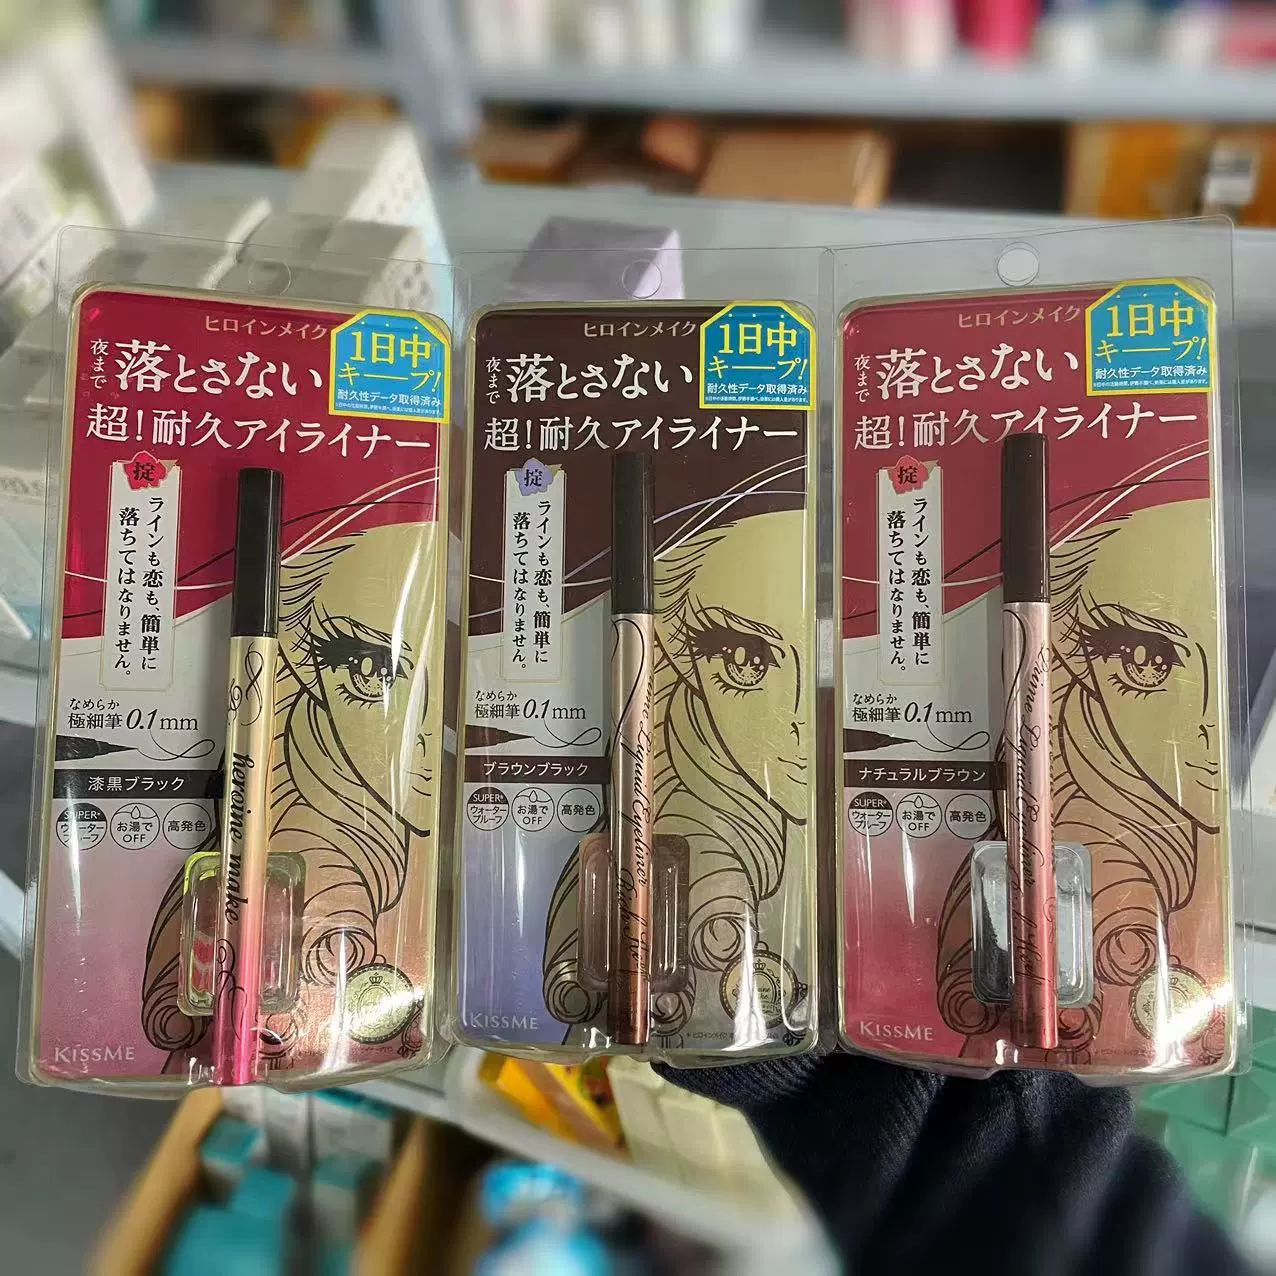 ヒロインメイク
1日中
キープ!
耐久性データ取得済み
夜まで
落とさない
超!耐久アイライナー
掟
ラインも恋も、簡単に
落ちてはなりません。
なめらか
極細筆0.1mm
漆黒ブラック
SUPER+
ウォーター
プルーフ
お湯で
OFF
高発色
heroine make
KISSME
ヒロインメイク
1日中
キープ!
耐久性データ取得済み
夜まで
落とさない
超!耐久アイライナー
掟
ラインも恋も、簡単に
落ちてはなりません。
なめらか
極細筆0.1mm
ブラウンブラック
SUPER+
ウォーター
プルーフ
お湯で
OFF
高発色
Liquid Eyeliner
KISSME
ヒロインメイク
1日中
キープ!
耐久性データ取得済み
夜まで
落とさない
超!耐久アイライナー
掟
ラインも恋も、簡単に
落ちてはなりません。
なめらか
極細筆0.1mm
ナチュラルブラウン
SUPER+
ウォーター
プルーフ
お湯で
OFF
高発色
Prime Liquid Eyeliner
KISSME